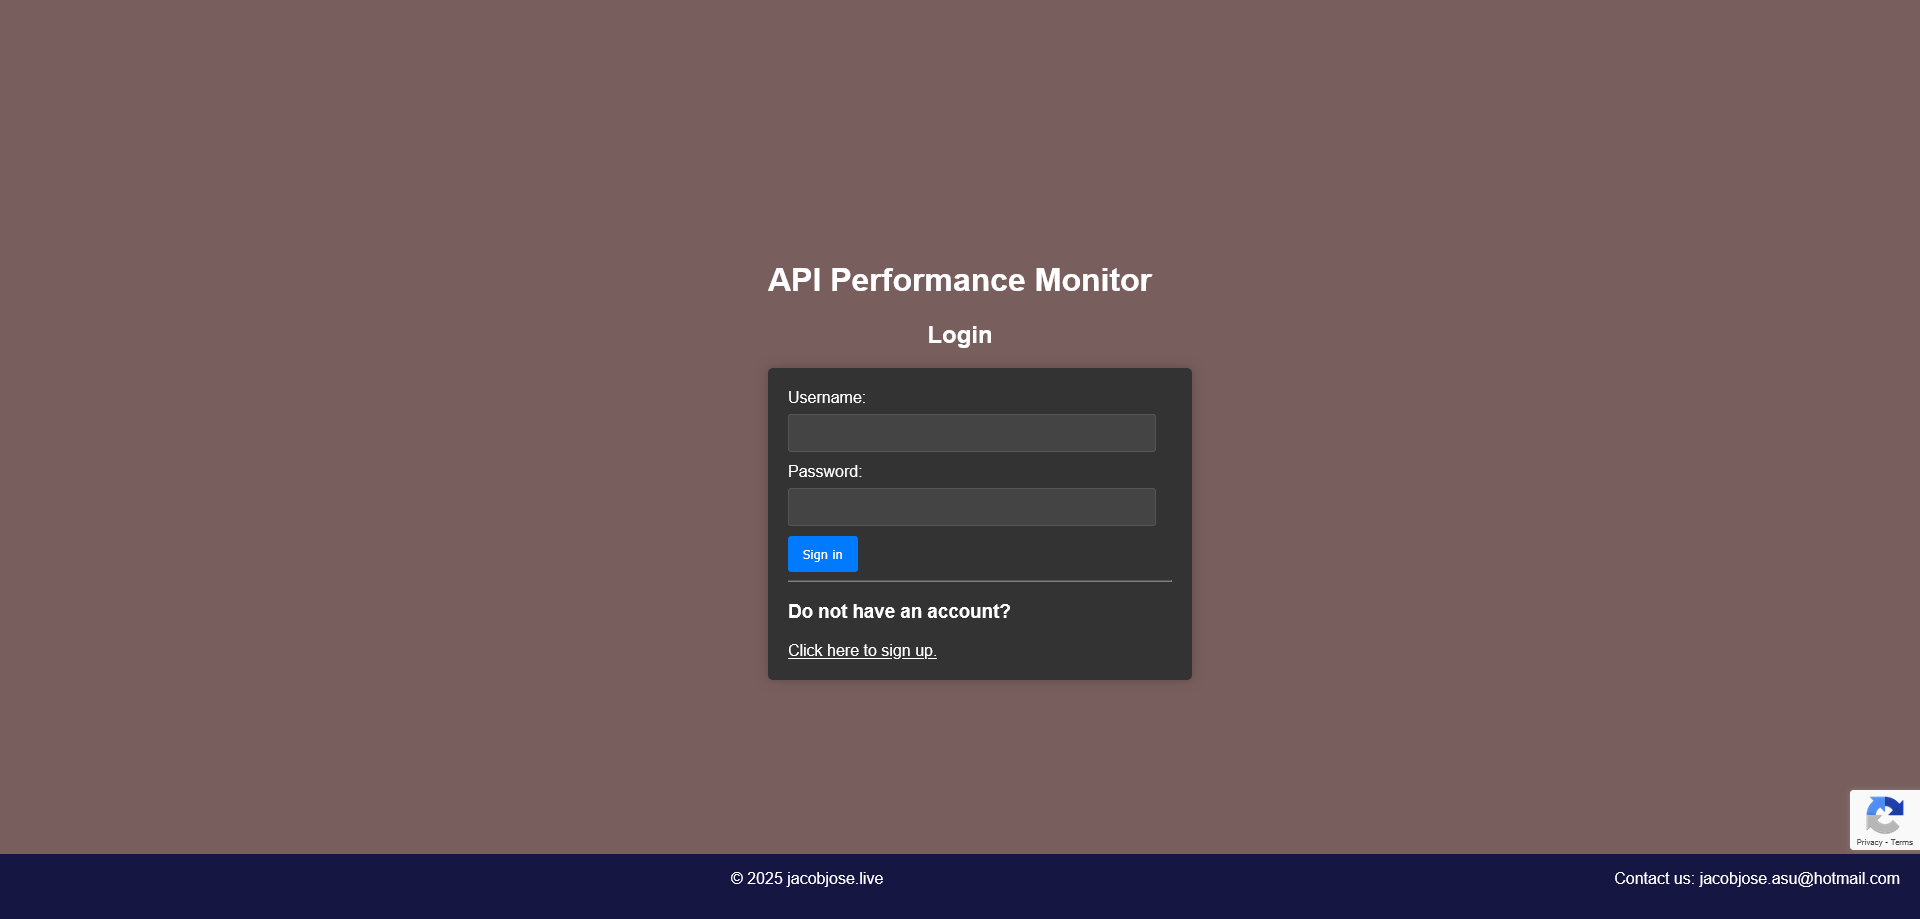 API Performance Monitor
Login
Username:
Password:
Sign in
Do not have an account?
Click here to sign up.
Privacy - Terms
© 2025 jacobjose.live
Contact us: jacobjose.asu@hotmail.com